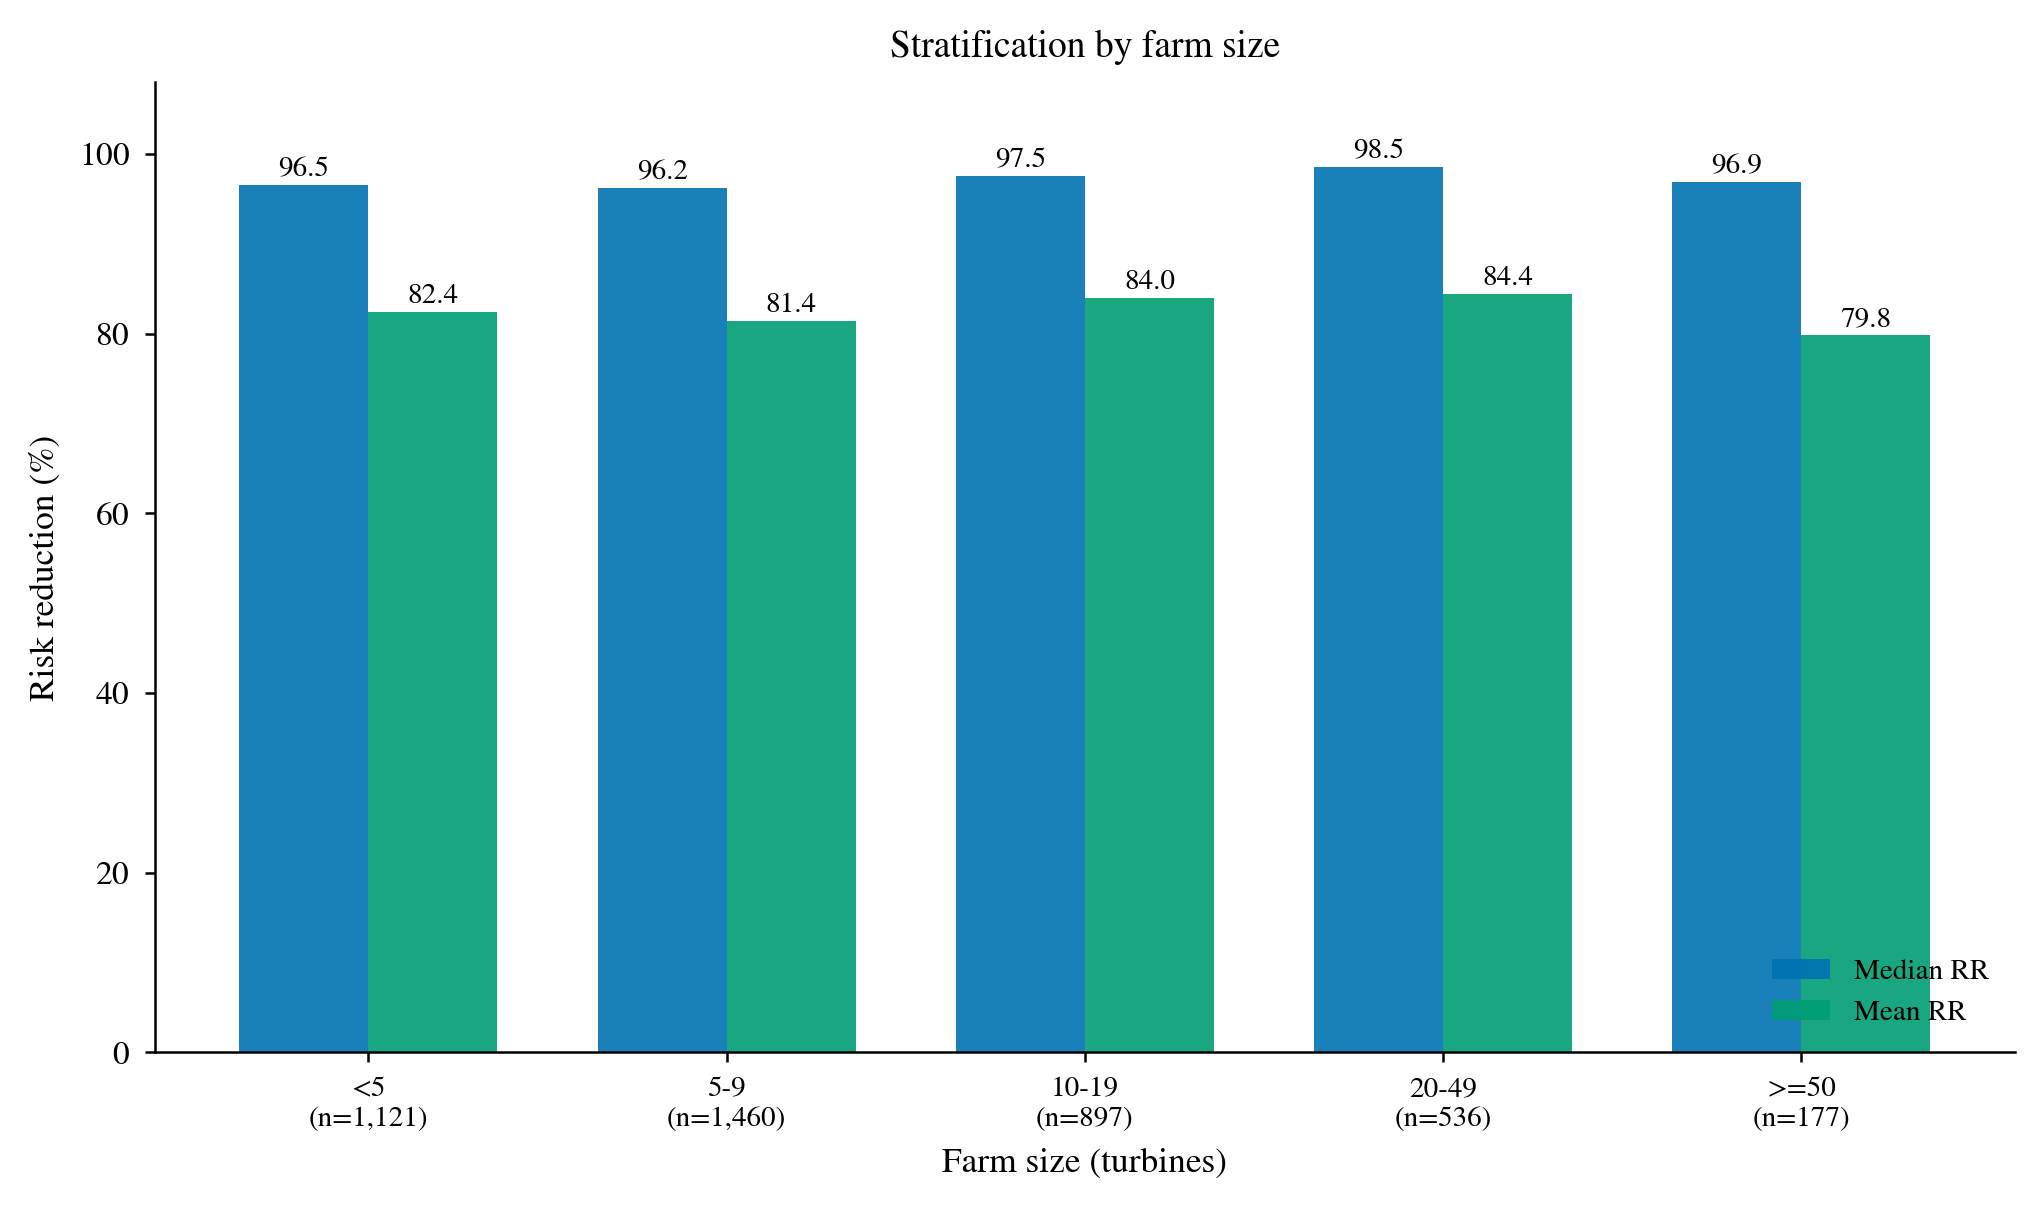 Stratification by farm size
Risk reduction (%)
100
80
60
40
20
0
96.5
82.4
96.2
81.4
97.5
84.0
98.5
84.4
96.9
79.8
Median RR
Mean RR
<5
(n=1,121)
5-9
(n=1,460)
10-19
(n=897)
20-49
(n=536)
>=50
(n=177)
Farm size (turbines)